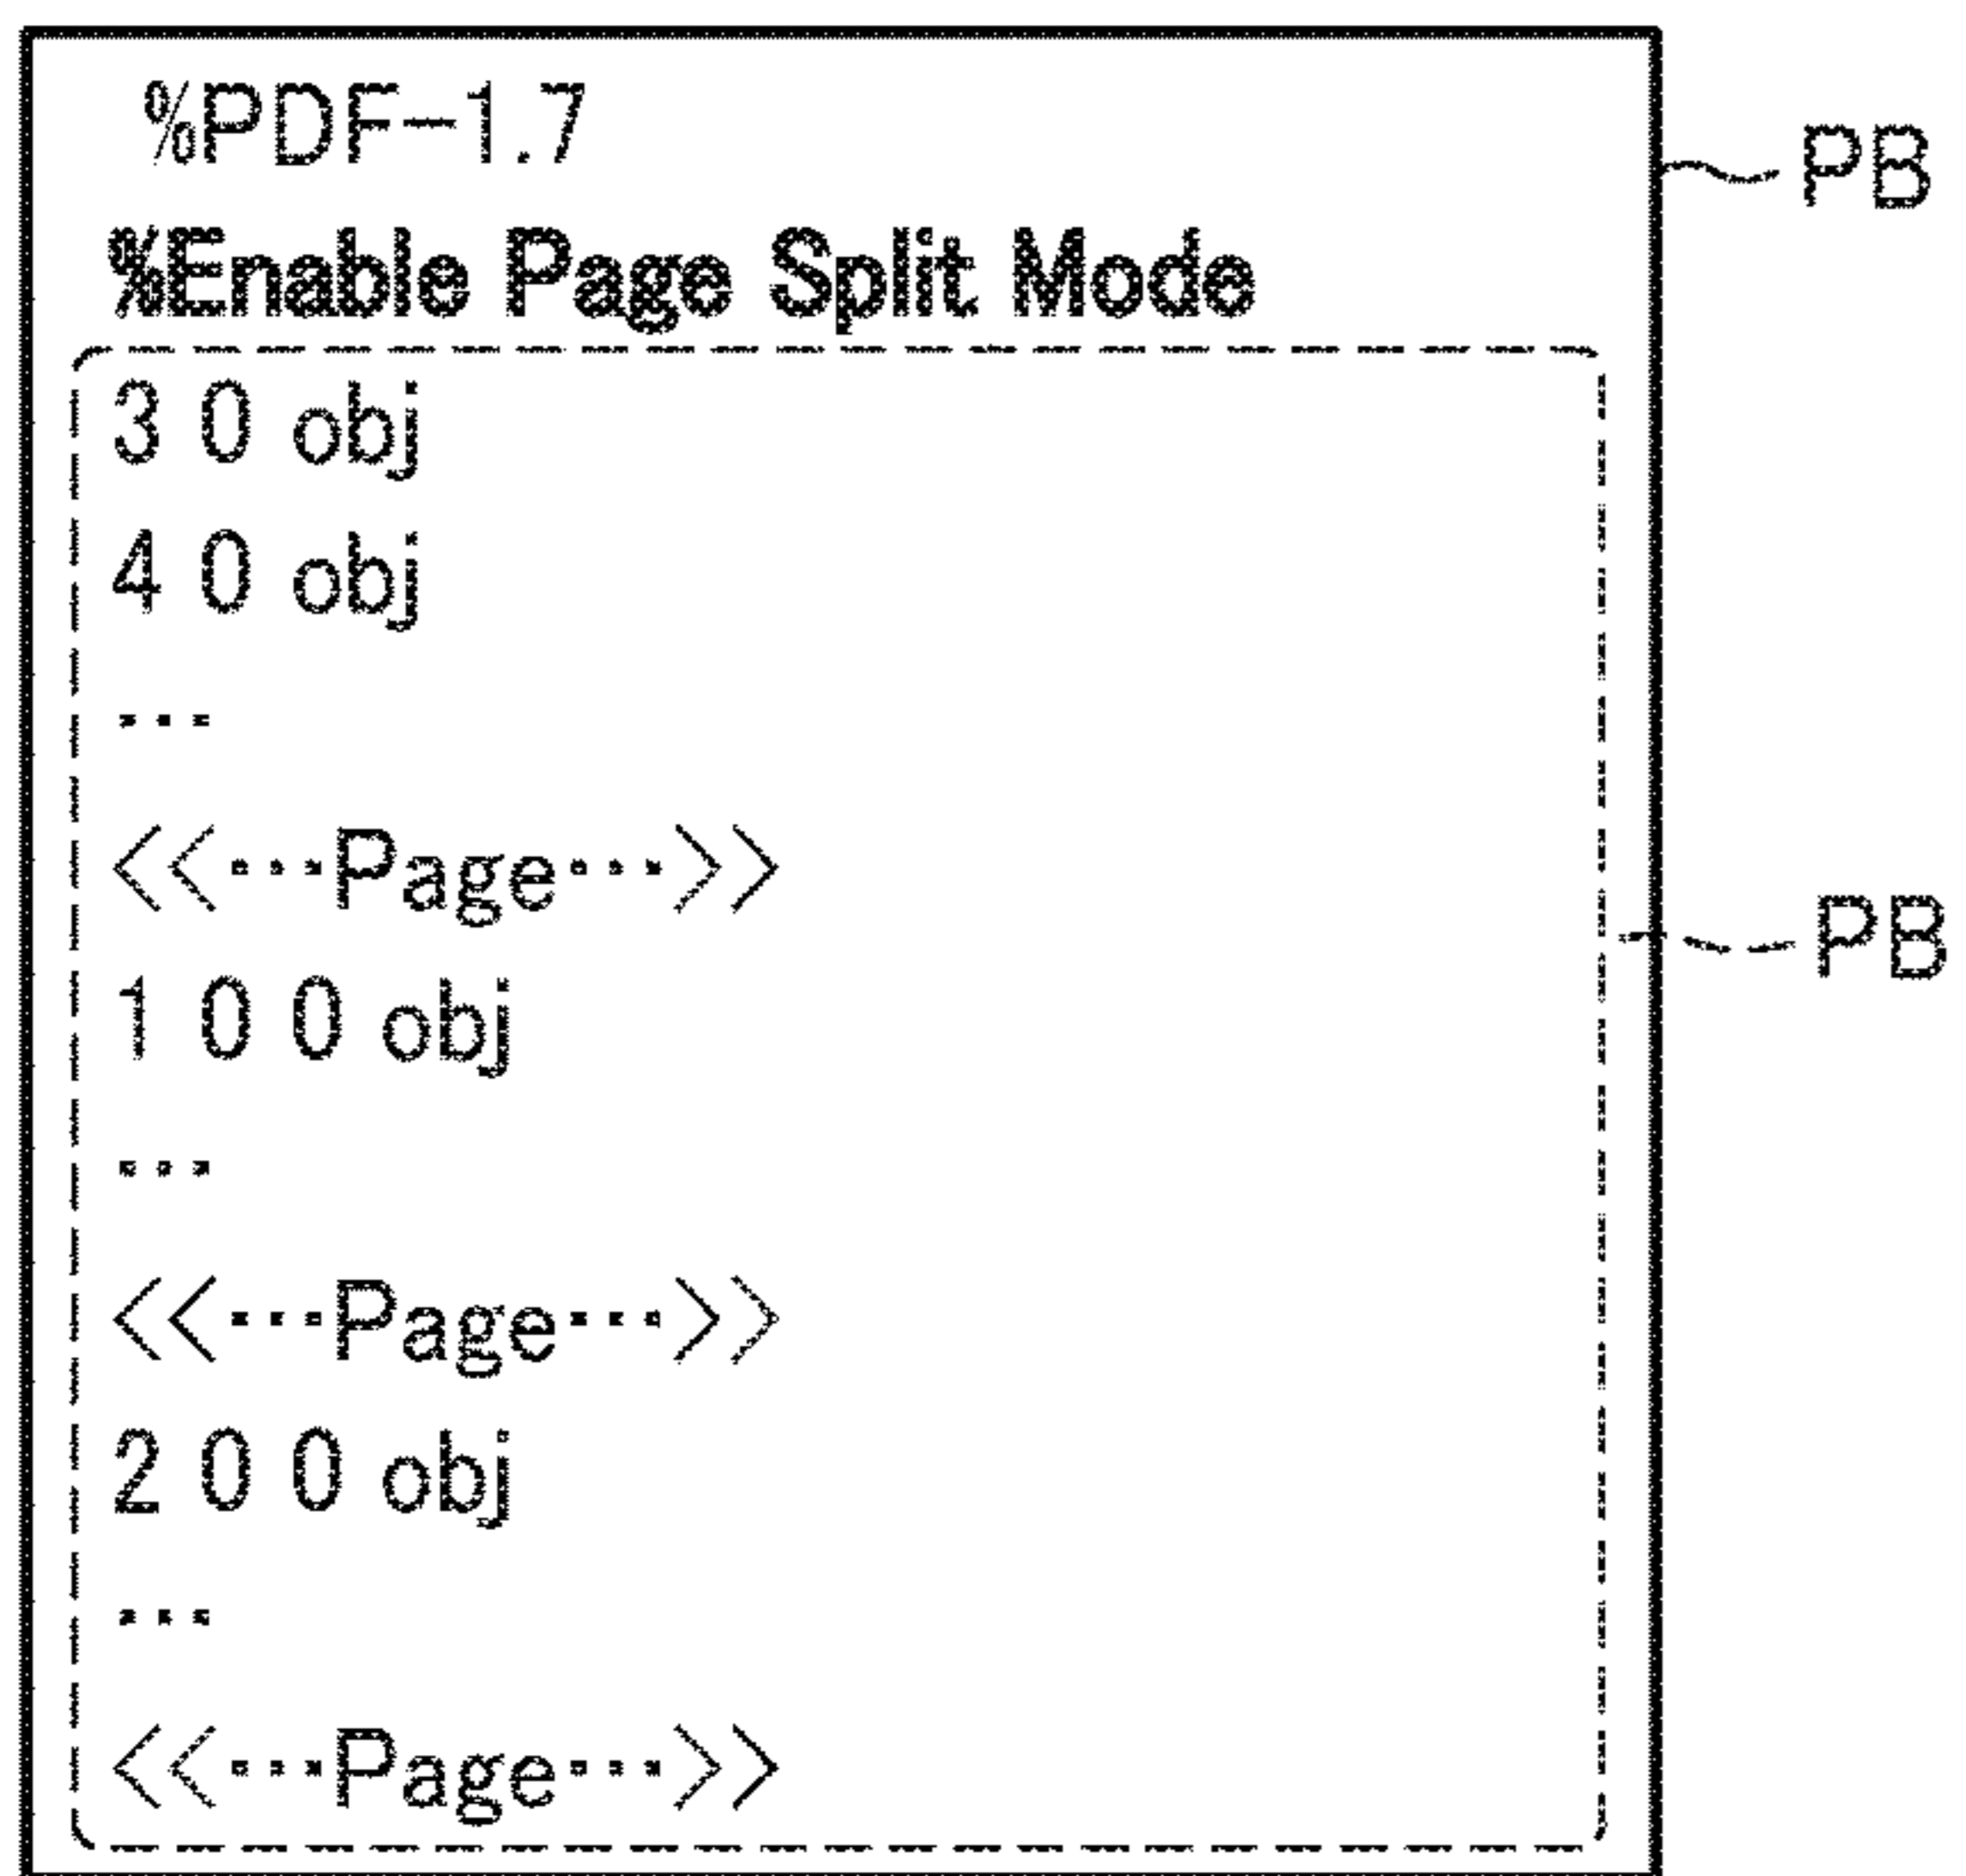 %PDF-1.7
PB
%Enable Page Split Mode
3 0 obj
4 0 obj
...
<<...Page...>>
PB
1 0 0 obj
...
<<...Page...>>
2 0 0 obj
...
<<...Page...>>